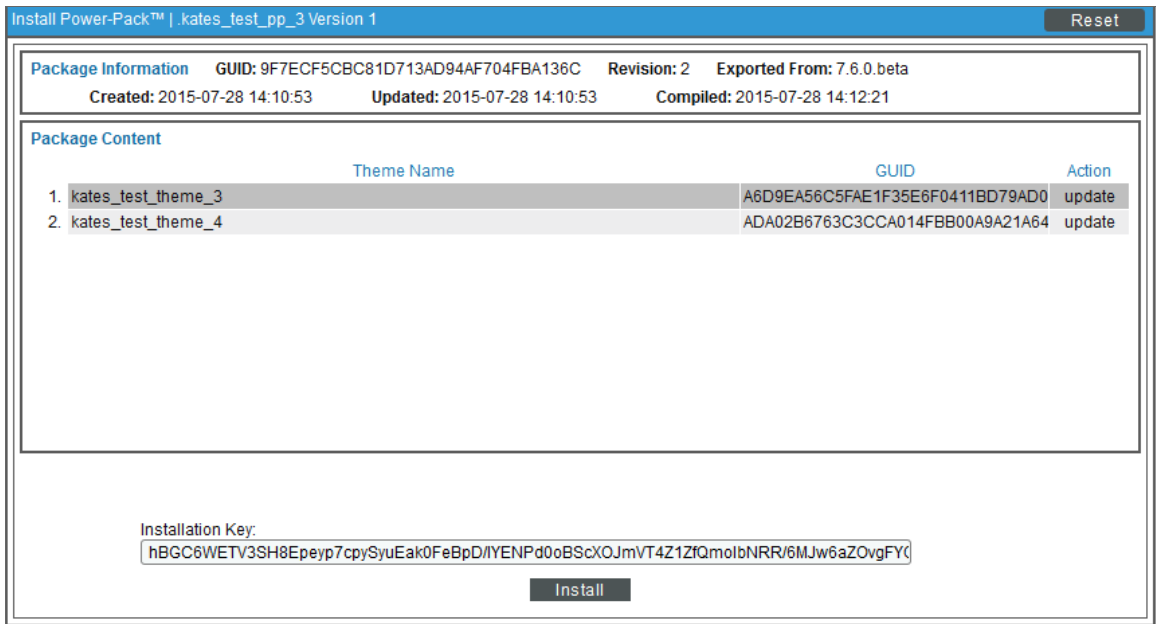 Install Power-Pack™ | .kates_test_pp_3 Version 1 Reset
Package Information GUID: 9F7ECF5CBC81D713AD94AF704FBA136C Revision: 2 Exported From: 7.6.0.beta
Created: 2015-07-28 14:10:53 Updated: 2015-07-28 14:10:53 Compiled: 2015-07-28 14:12:21
Package Content
Theme Name GUID Action
1. kates_test_theme_3 A6D9EA56C5FAE1F35E6F0411BD79AD0 update
2. kates_test_theme_4 ADA02B6763C3CCA014FBB00A9A21A64 update
Installation Key:
hBGC6WETV3SH8Epeyp7cpySyuEak0FeBpD/IYENPd0oBScXOJmVT4Z1ZfQmoIbNRR/6MJw6aZOvgFY
Install